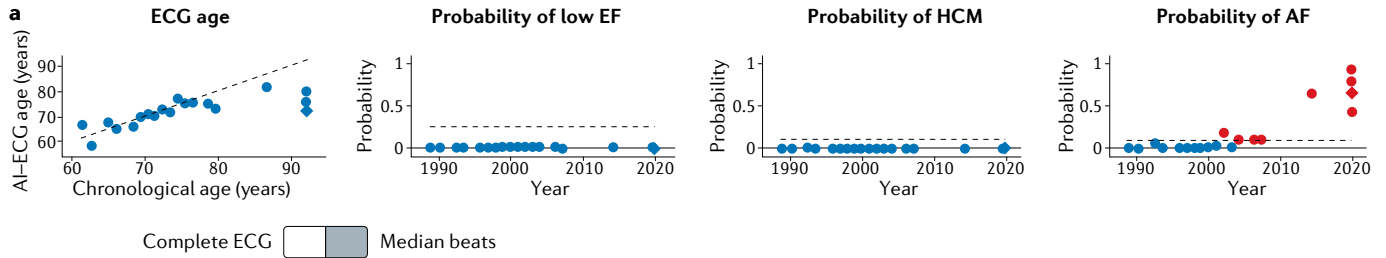 a
ECG age
AI–ECG age (years)
90
80
70
60
60
70
80
90
Chronological age (years)
Probability of low EF
Probability
1
0.5
0
1990
2000
2010
2020
Year
Probability of HCM
Probability
1
0.5
0
1990
2000
2010
2020
Year
Probability of AF
Probability
1
0.5
0
1990
2000
2010
2020
Year
Complete ECG
Median beats